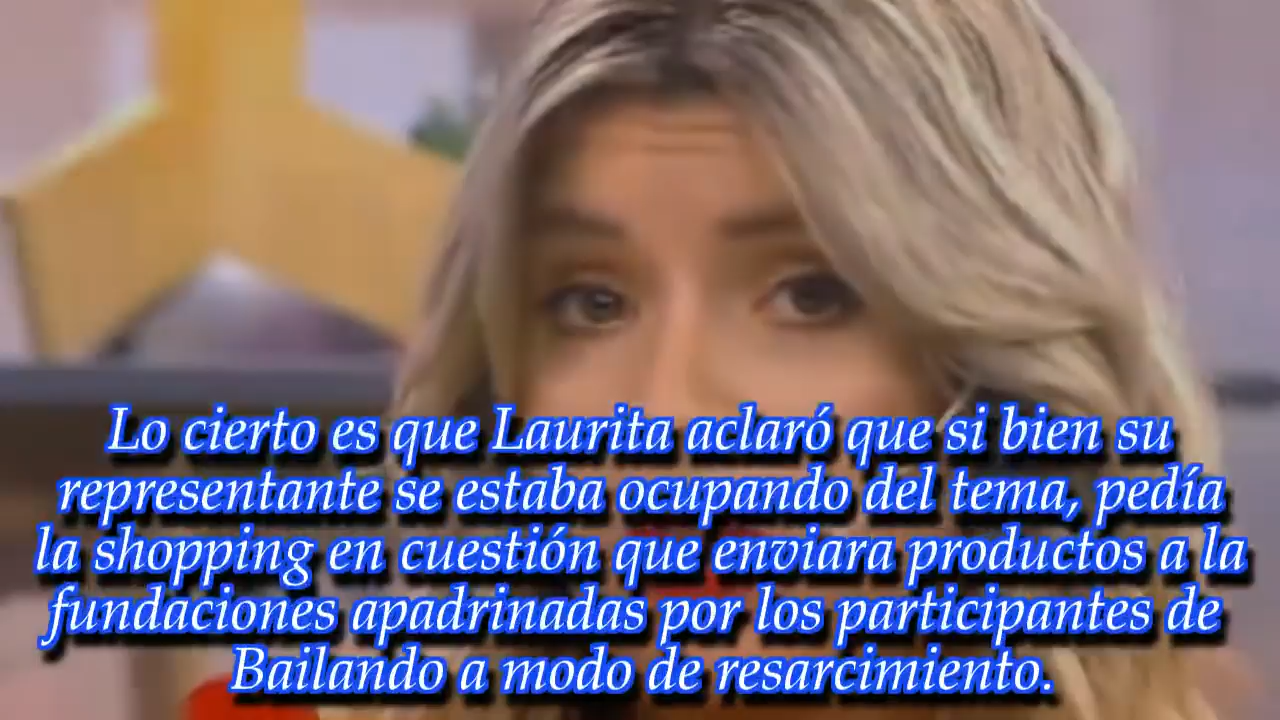 Lo cierto es que Laurita aclaró que si bien su
representante se estaba ocupando del tema, pedía
la shopping en cuestión que enviara productos a la
fundaciones apadrinadas por los participantes de
Bailando a modo de resarcimiento.